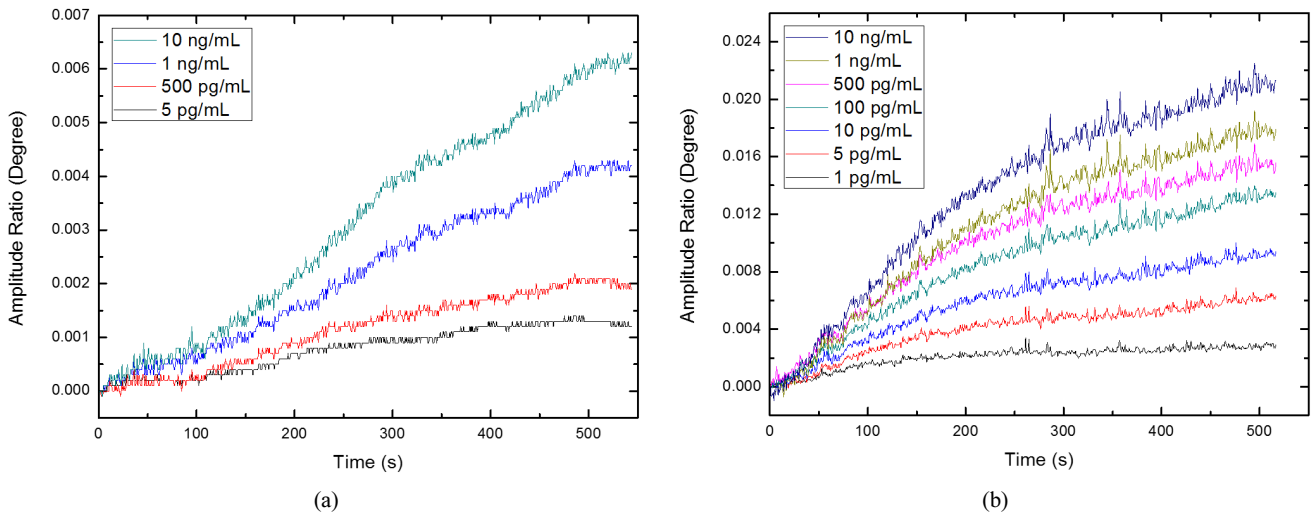 10 ng/mL
1 ng/mL
500 pg/mL
5 pg/mL
0.006
0.005
0.004
0.003
0.002
0.001
0.000
Amplitude Ratio (Degree)
0 100 200 300 400 500
Time (s)
(a)
10 ng/mL
1 ng/mL
500 pg/mL
100 pg/mL
10 pg/mL
5 pg/mL
1 pg/mL
0.024
0.020
0.016
0.012
0.008
0.004
0.000
Amplitude Ratio (Degree)
0 100 200 300 400 500
Time (s)
(b)